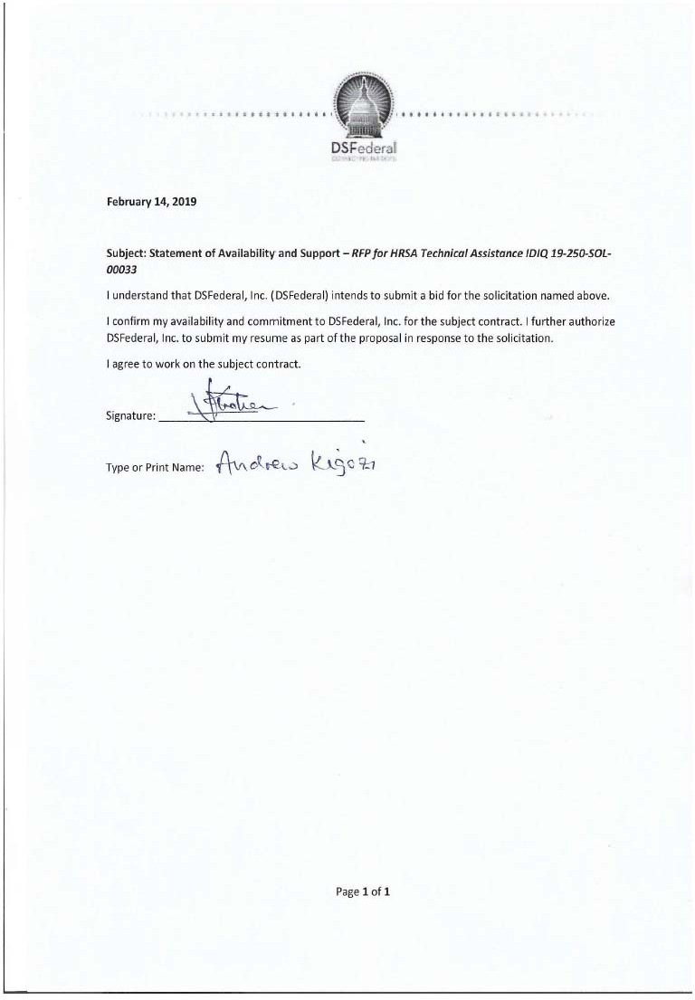 DSFederal
February 14, 2019
Subject: Statement of Availability and Support – RFP for HRSA Technical Assistance IDIQ 19-250-SOL-
00033
I understand that DSFederal, Inc. (DSFederal) intends to submit a bid for the solicitation named above.
I confirm my availability and commitment to DSFederal, Inc. for the subject contract. I further authorize
DSFederal, Inc. to submit my resume as part of the proposal in response to the solicitation.
I agree to work on the subject contract.
Signature:
Type or Print Name: Andrew Kigozi
Page 1 of 1